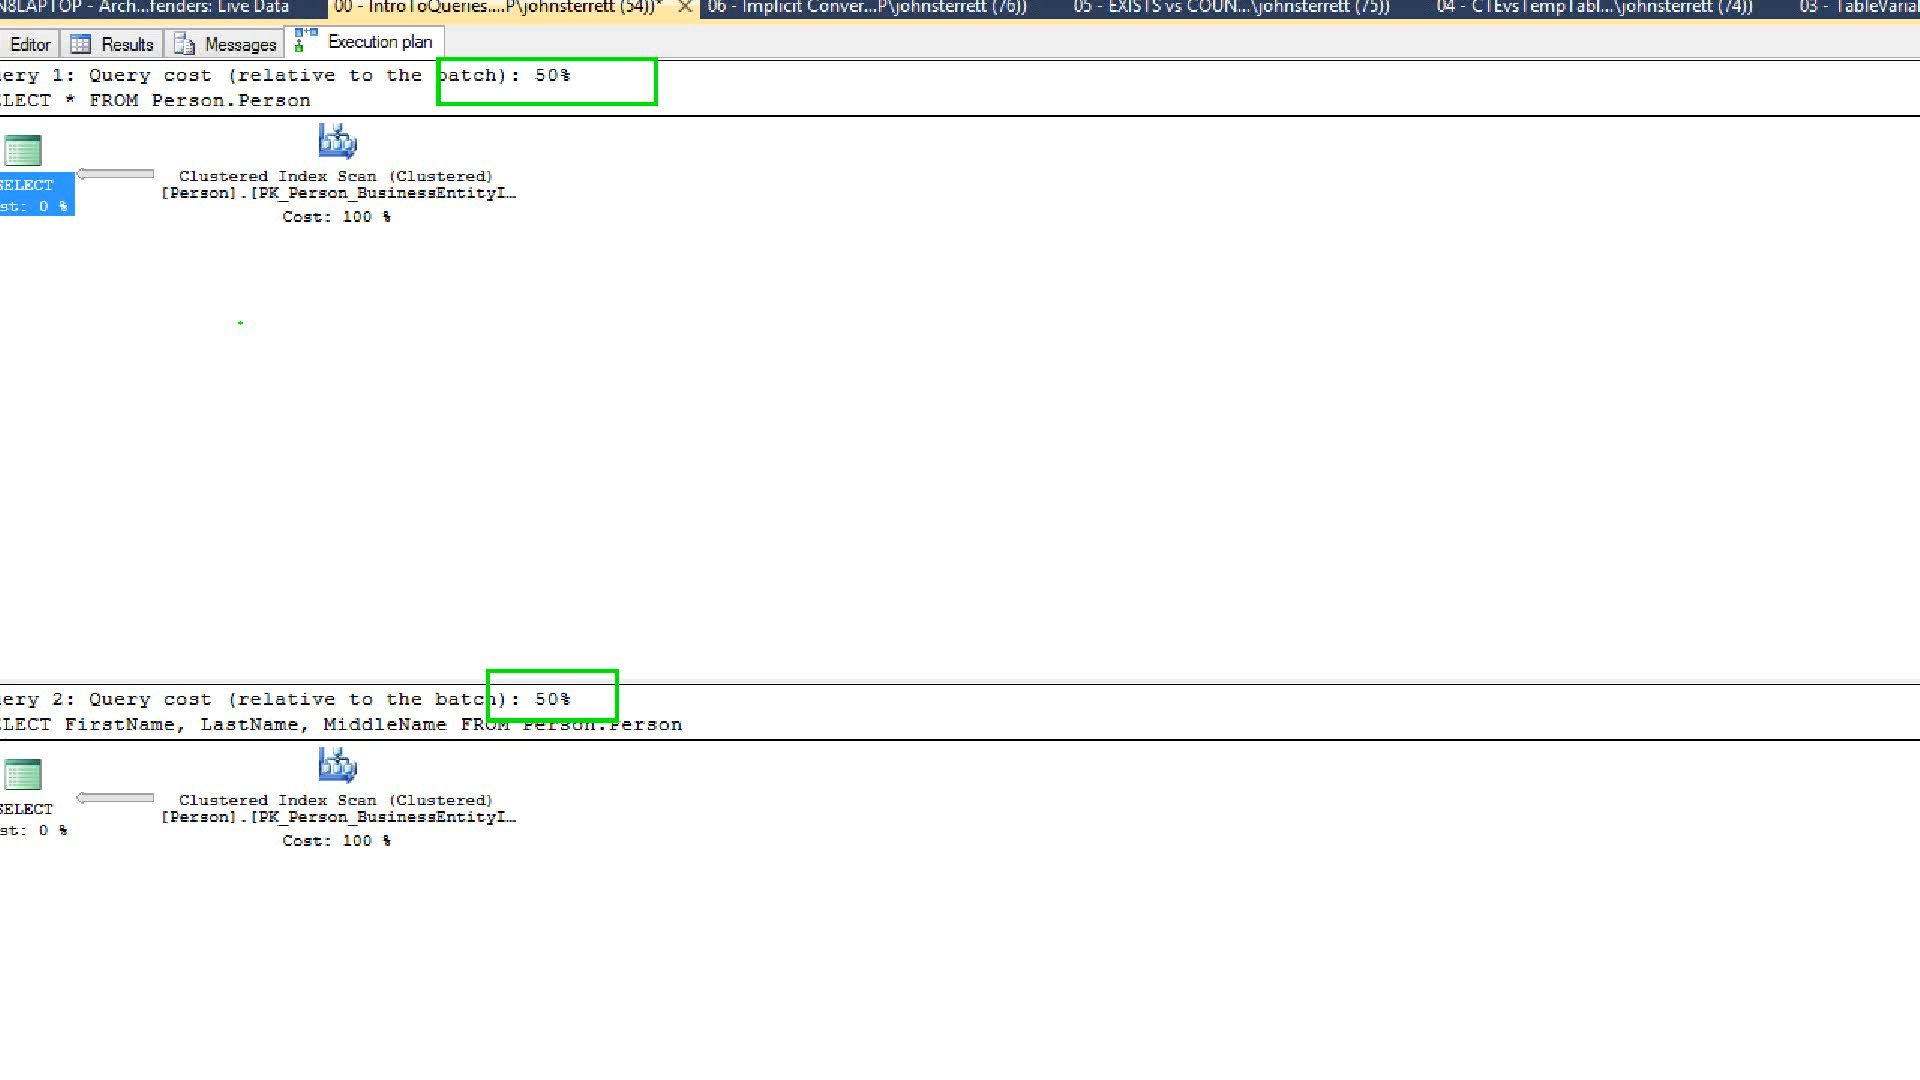 N8LAPTOP - Arch...fenders: Live Data
00 - IntroToQueries....P\johnsterrett (54))*
06 - Implicit Conver...P\johnsterrett (76))
05 - EXISTS vs COUN...\johnsterrett (75))
04 - CTEvsTempTabl...\johnsterrett (74))
03 - TableVaria
Editor
Results
Messages
Execution plan
ery 1: Query cost (relative to the batch): 50%
LECT * FROM Person.Person
SELECT
st: 0 %
Clustered Index Scan (Clustered)
[Person].[PK_Person_BusinessEntityI…
Cost: 100 %
ery 2: Query cost (relative to the batch): 50%
LECT FirstName, LastName, MiddleName FROM Person.Person
SELECT
st: 0 %
Clustered Index Scan (Clustered)
[Person].[PK_Person_BusinessEntityI…
Cost: 100 %